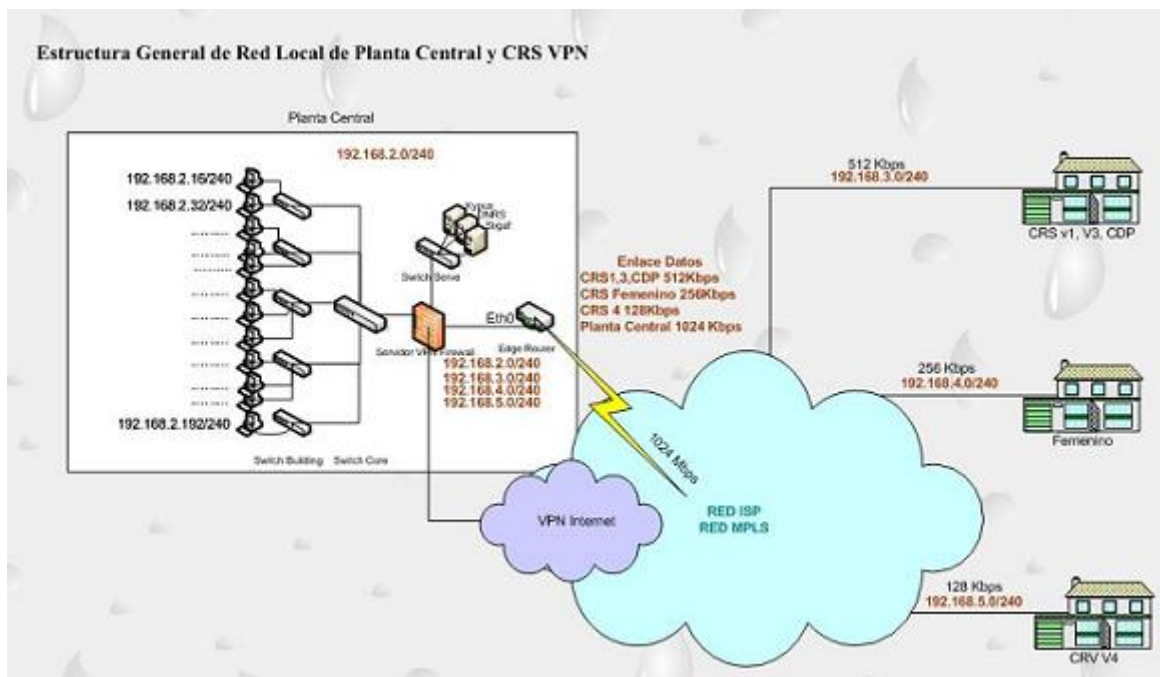 Estructura General de Red Local de Planta Central y CRS VPN
Planta Central
192.168.2.0/240
192.168.2.16/240
192.168.2.32/240
192.168.2.192/240
Switch Building
Switch Core
Switch Serve
Servidor VPN Firewall
192.168.2.0/240
192.168.3.0/240
192.168.4.0/240
192.168.5.0/240
Eth0
Edge Router
Enlace Datos
CRS1,3,CDP 512Kbps
CRS Femenino 256Kbps
CRS 4 128Kbps
Planta Central 1024 Kbps
1024 Mbps
VPN Internet
RED ISP
RED MPLS
512 Kbps
192.168.3.0/240
CRS v1, V3, CDP
256 Kbps
192.168.4.0/240
Femenino
128 Kbps
192.168.5.0/240
CRV V4